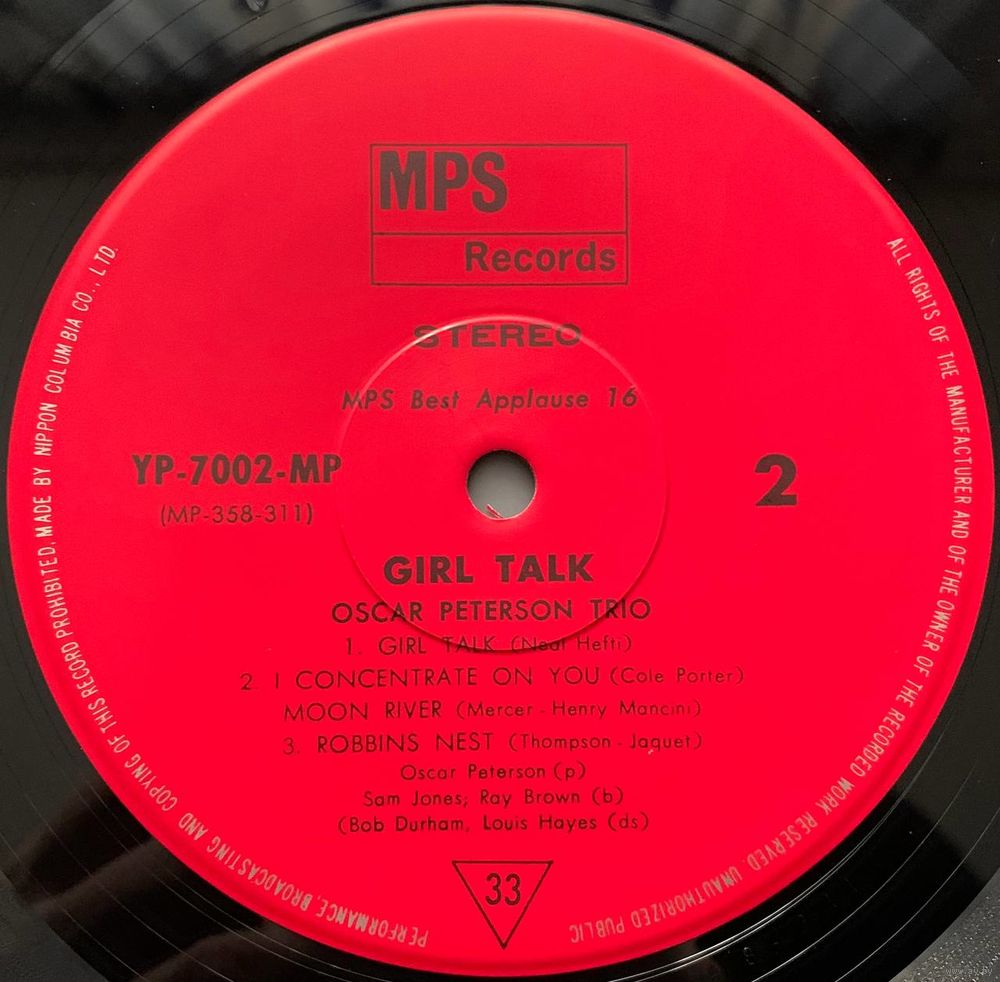 MPS
Records
STEREO
MPS Best Applause 16
YP-7002-MP
(MP-358-311)
2
GIRL TALK
OSCAR PETERSON TRIO
1. GIRL TALK (Neal Hefti)
2. I CONCENTRATE ON YOU (Cole Porter)
MOON RIVER (Mercer - Henry Mancini)
3. ROBBINS NEST (Thompson - Jaquet)
Oscar Peterson (p)
Sam Jones; Ray Brown (b)
(Bob Durham, Louis Hayes (ds)
33
ALL RIGHTS OF THE MANUFACTURER AND OF THE OWNER OF THE RECORDED WORK RESERVED. UNAUTHORIZED PUBLIC
PERFORMANCE, BROADCASTING AND COPYING OF THIS RECORD PROHIBITED, MADE BY NIPPON COLUMBIA CO., LTD.
www.ay.by